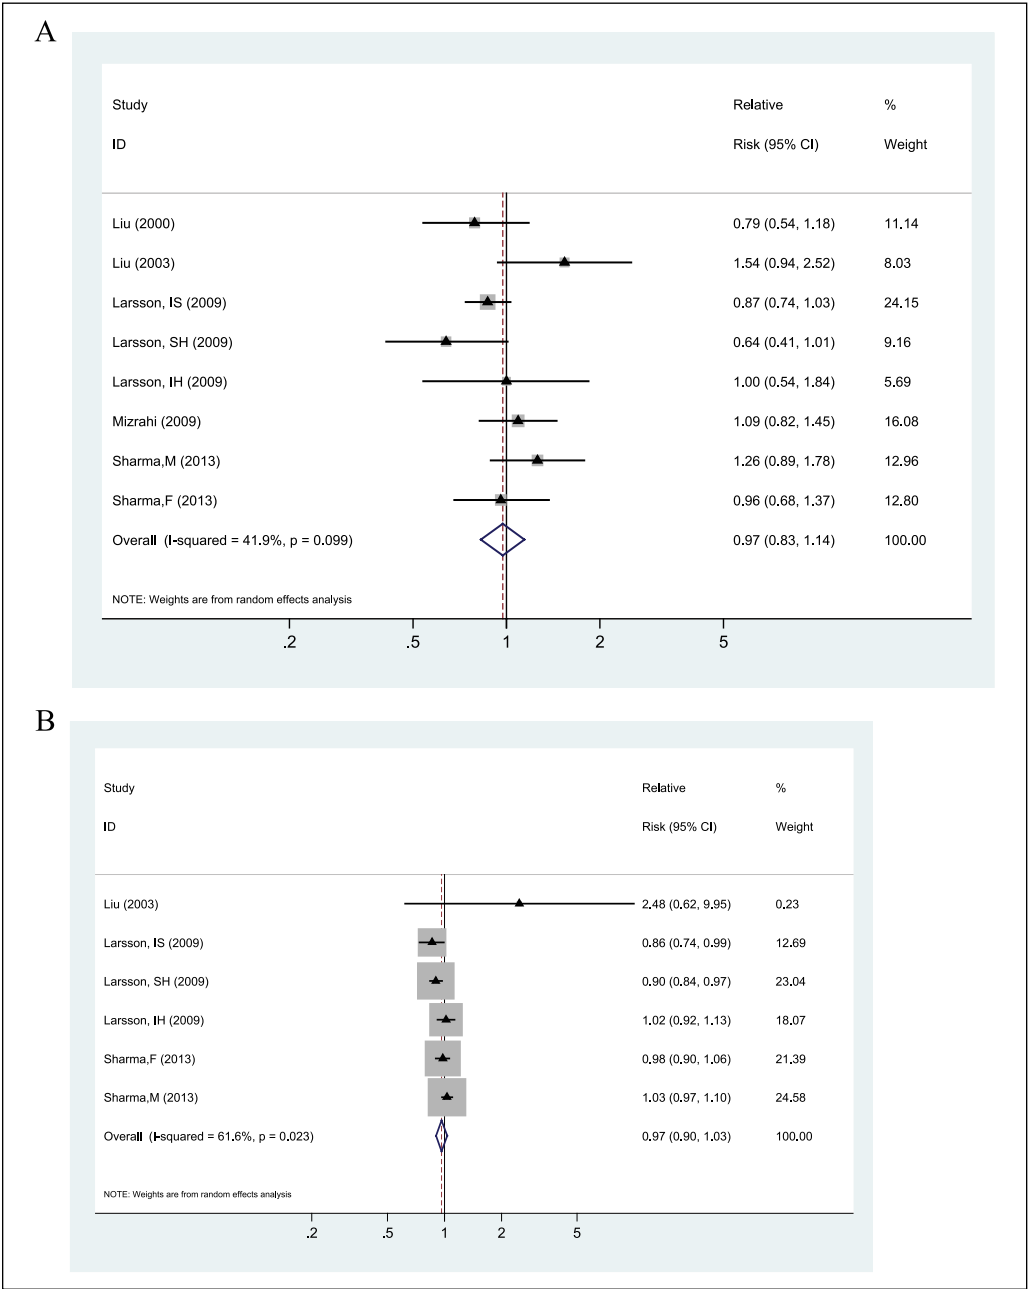 A
Study Relative %
ID Risk (95% CI) Weight
Liu (2000) 0.79 (0.54, 1.18) 11.14
Liu (2003) 1.54 (0.94, 2.52) 8.03
Larsson, IS (2009) 0.87 (0.74, 1.03) 24.15
Larsson, SH (2009) 0.64 (0.41, 1.01) 9.16
Larsson, IH (2009) 1.00 (0.54, 1.84) 5.69
Mizrahi (2009) 1.09 (0.82, 1.45) 16.08
Sharma,M (2013) 1.26 (0.89, 1.78) 12.96
Sharma,F (2013) 0.96 (0.68, 1.37) 12.80
Overall (I-squared = 41.9%, p = 0.099) 0.97 (0.83, 1.14) 100.00
NOTE: Weights are from random effects analysis
.2 .5 1 2 5
B
Study Relative %
ID Risk (95% CI) Weight
Liu (2003) 2.48 (0.62, 9.95) 0.23
Larsson, IS (2009) 0.86 (0.74, 0.99) 12.69
Larsson, SH (2009) 0.90 (0.84, 0.97) 23.04
Larsson, IH (2009) 1.02 (0.92, 1.13) 18.07
Sharma,F (2013) 0.98 (0.90, 1.06) 21.39
Sharma,M (2013) 1.03 (0.97, 1.10) 24.58
Overall (I-squared = 61.6%, p = 0.023) 0.97 (0.90, 1.03) 100.00
NOTE: Weights are from random effects analysis
.2 .5 1 2 5